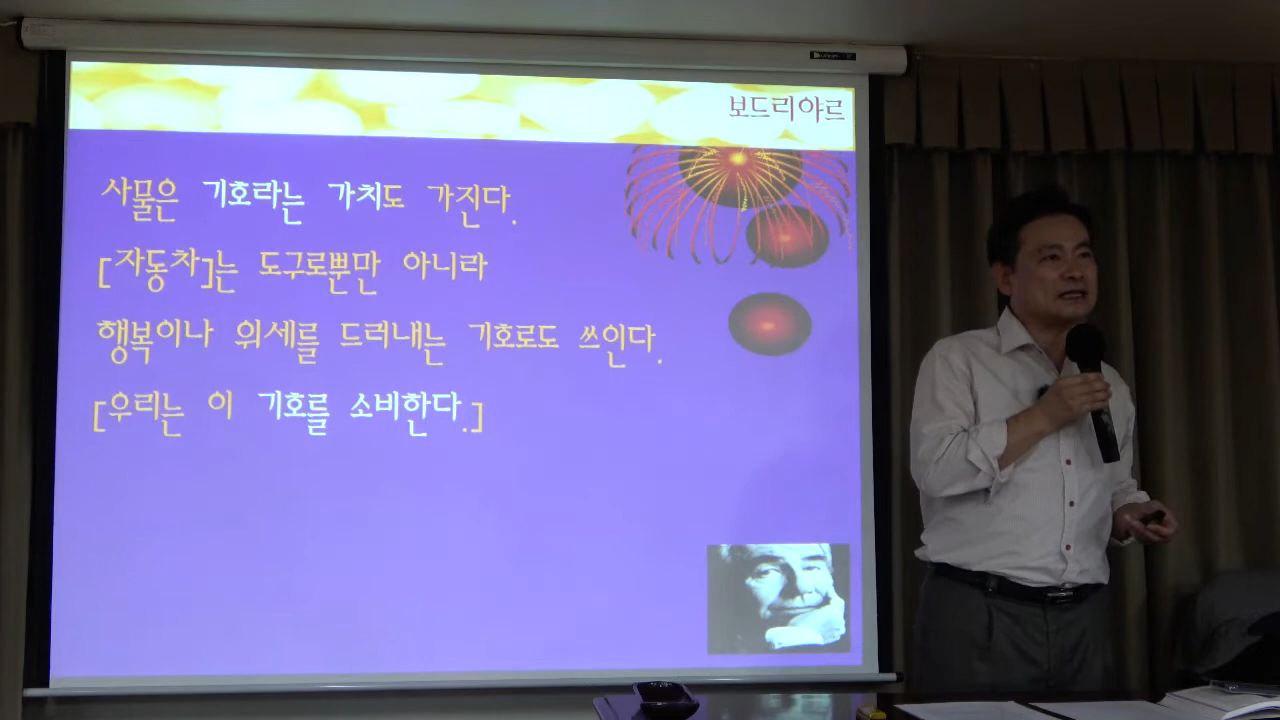 보드리야르
사물은 기호라는 가치도 가진다.
[자동차]는 도구로뿐만 아니라
행복이나 위세를 드러내는 기호로도 쓰인다.
[우리는 이 기호를 소비한다.]